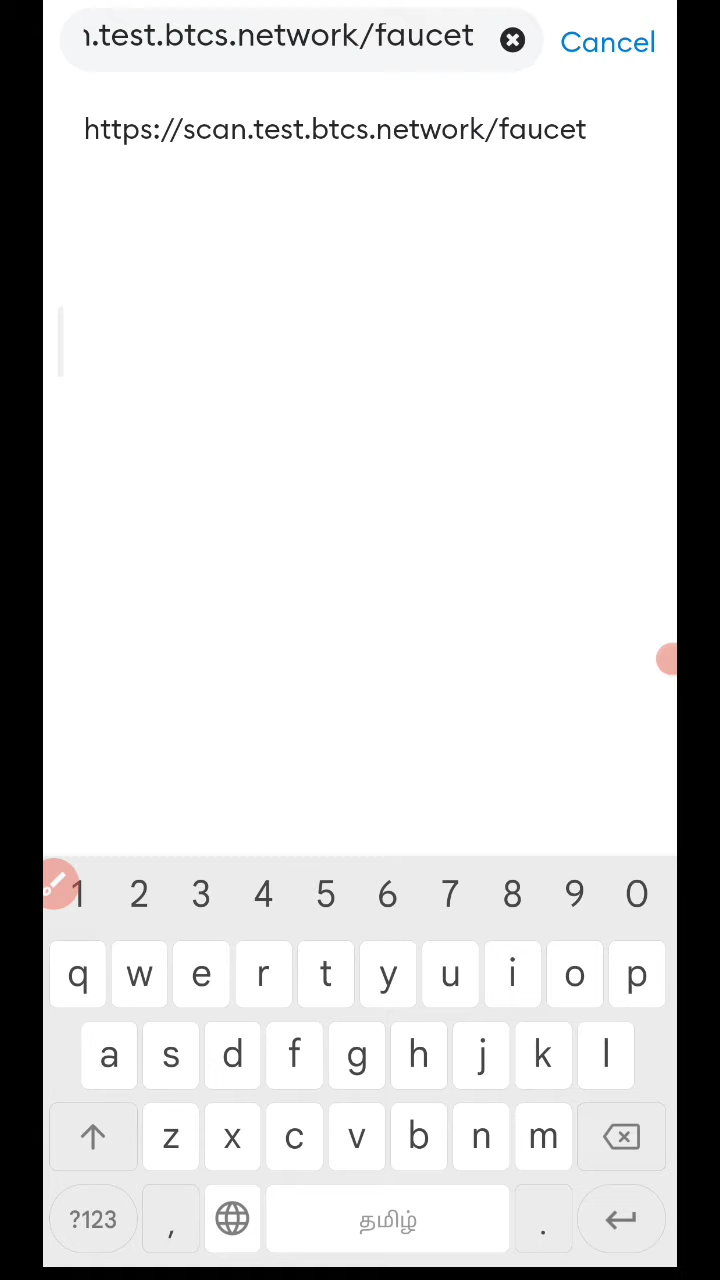 n.test.btcs.network/faucet Cancel
https://scan.test.btcs.network/faucet
1 2 3 4 5 6 7 8 9 0
q w e r t y u i o p
a s d f g h j k l
z x c v b n m
?123 , தமிழ் .